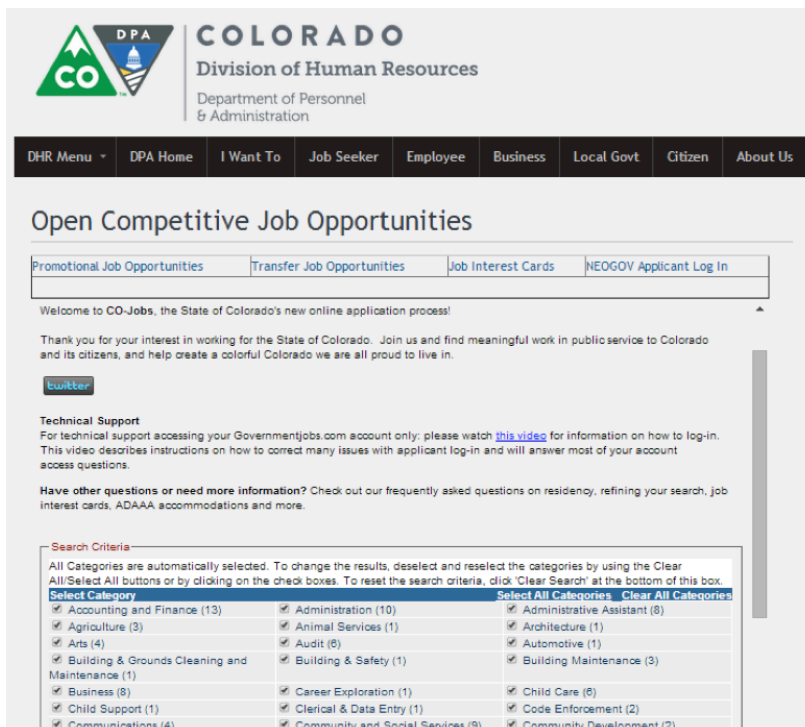 DPA
CO
TM
COLORADO
Division of Human Resources
Department of Personnel
& Administration
DHR Menu
DPA Home
I Want To
Job Seeker
Employee
Business
Local Govt
Citizen
About Us
Open Competitive Job Opportunities
Promotional Job Opportunities
Transfer Job Opportunities
Job Interest Cards
NEOGOV Applicant Log In
Welcome to CO-Jobs, the State of Colorado's new online application process!
Thank you for your interest in working for the State of Colorado. Join us and find meaningful work in public service to Colorado
and its citizens, and help create a colorful Colorado we are all proud to live in.
twitter
Technical Support
For technical support accessing your Governmentjobs.com account only: please watch this video for information on how to log-in.
This video describes instructions on how to correct many issues with applicant log-in and will answer most of your account
access questions.
Have other questions or need more information? Check out our frequently asked questions on residency, refining your search, job
interest cards, ADAAA accommodations and more.
Search Criteria
All Categories are automatically selected. To change the results, deselect and reselect the categories by using the Clear
All/Select All buttons or by clicking on the check boxes. To reset the search criteria, click 'Clear Search' at the bottom of this box.
Select Category
Select All Categories Clear All Categories
Accounting and Finance (13)
Administration (10)
Administrative Assistant (8)
Agriculture (3)
Animal Services (1)
Architecture (1)
Arts (4)
Audit (6)
Automotive (1)
Building & Grounds Cleaning and
Maintenance (1)
Building & Safety (1)
Building Maintenance (3)
Business (8)
Career Exploration (1)
Child Care (6)
Child Support (1)
Clerical & Data Entry (1)
Code Enforcement (2)
Communications (4)
Community and Social Services (9)
Community Development (2)